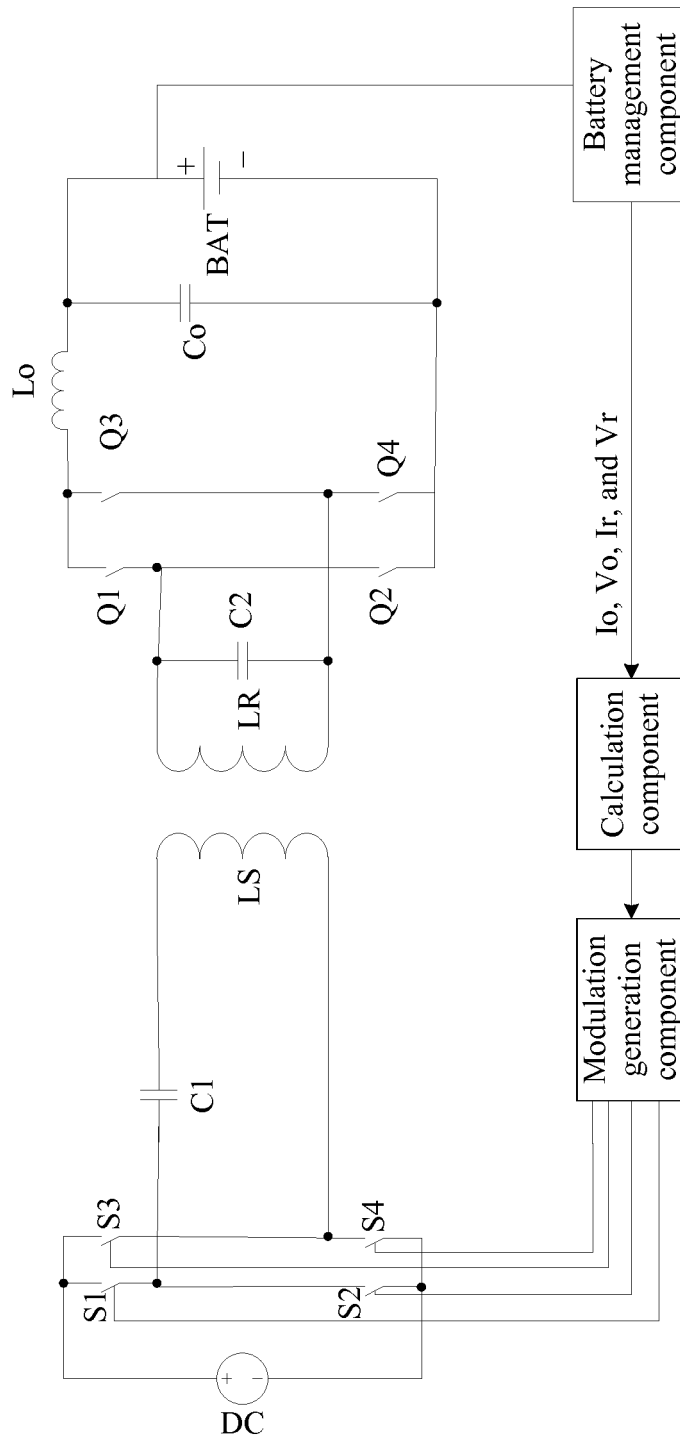 Lo
Q1
Q3
C1
C2
Co
+
−
BAT
S1
S3
LS
LR
DC
+
−
S2
S4
Q2
Q4
Io, Vo, Ir, and Vr
Modulation
generation
component
Calculation
component
Battery
management
component